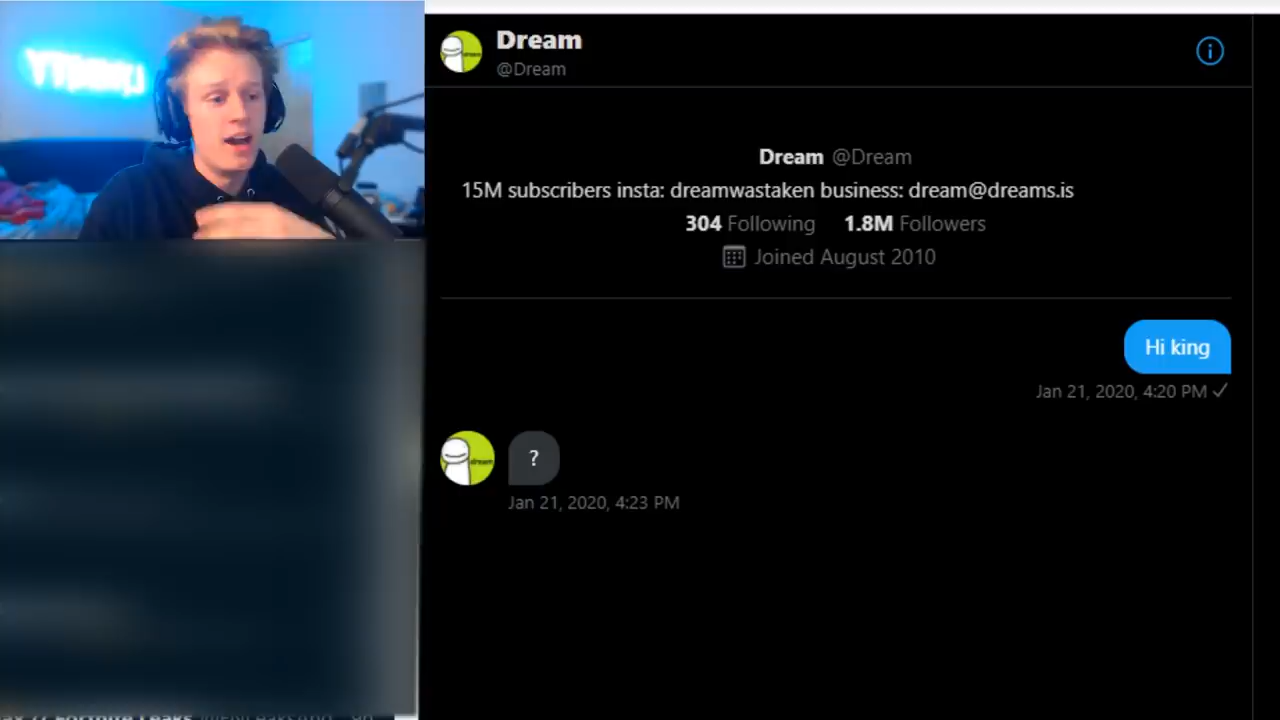 Dream
@Dream
Dream @Dream
15M subscribers insta: dreamwastaken business: dream@dreams.is
304 Following 1.8M Followers
Joined August 2010
Hi king
Jan 21, 2020, 4:20 PM
?
Jan 21, 2020, 4:23 PM